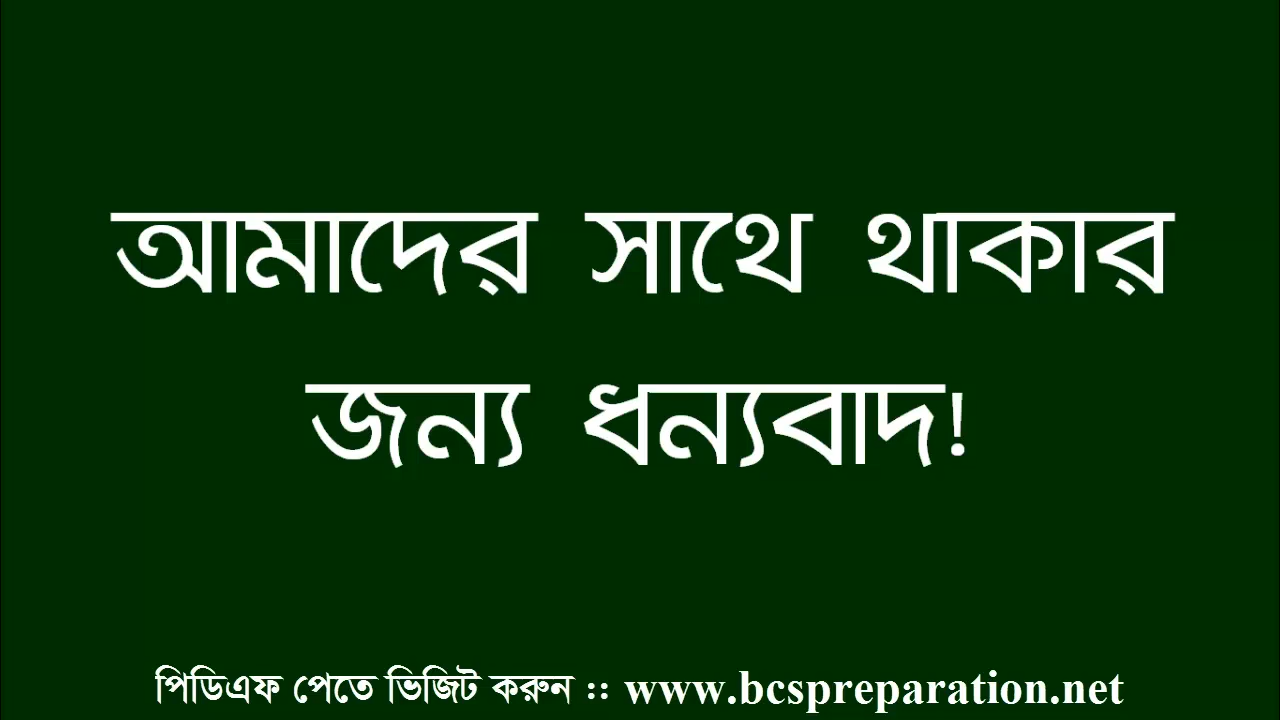 আমাদের সাথে থাকার
জন্য ধন্যবাদ!
পিডিএফ পেতে ভিজিট করুন :: www.bcspreparation.net